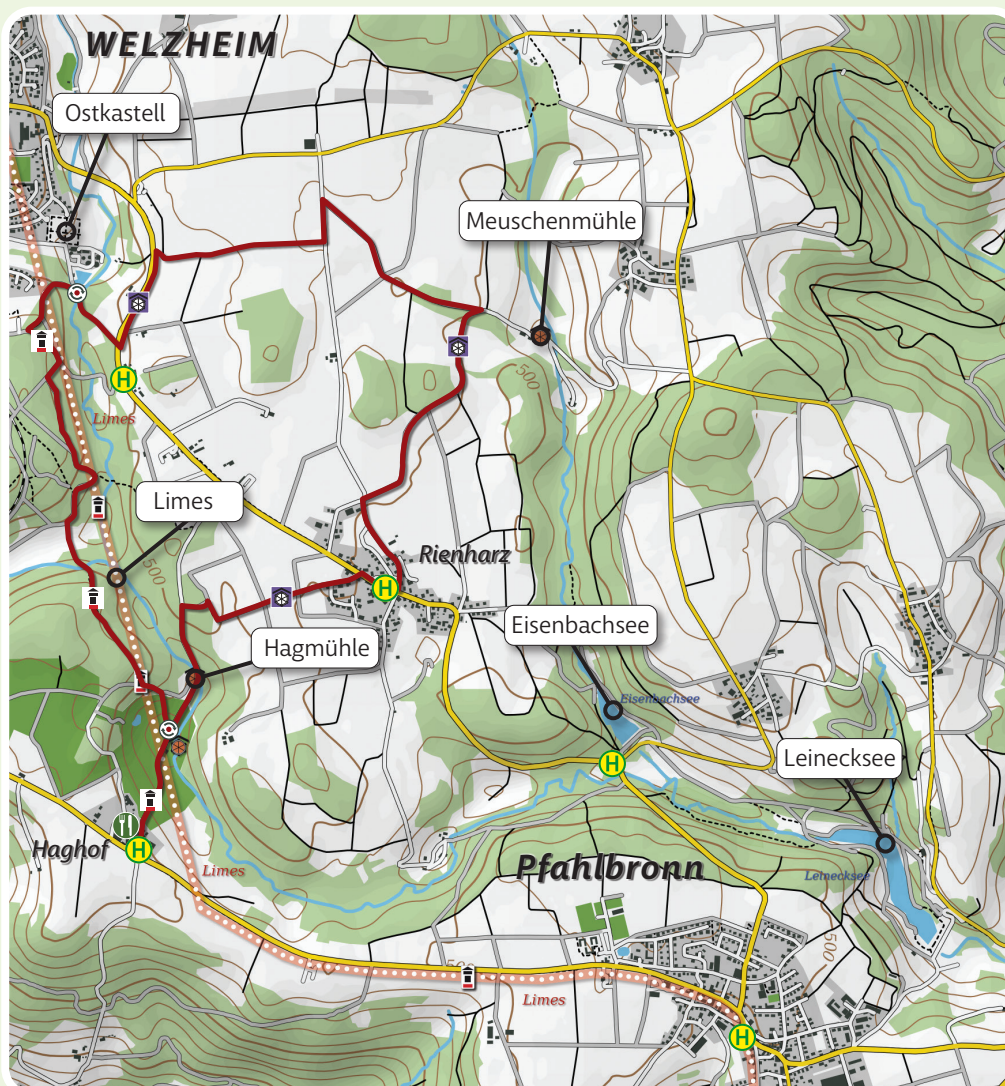 WELZHEIM
Ostkastell
Meuschenmühle
Limes
500
Limes
500
Rienharz
H
H
Eisenbachsee
Hagmühle
Eisenbachsee
Leinecksee
H
Haghof
H
Limes
Pfahlbronn
Leinecksee
500
500
Limes
H